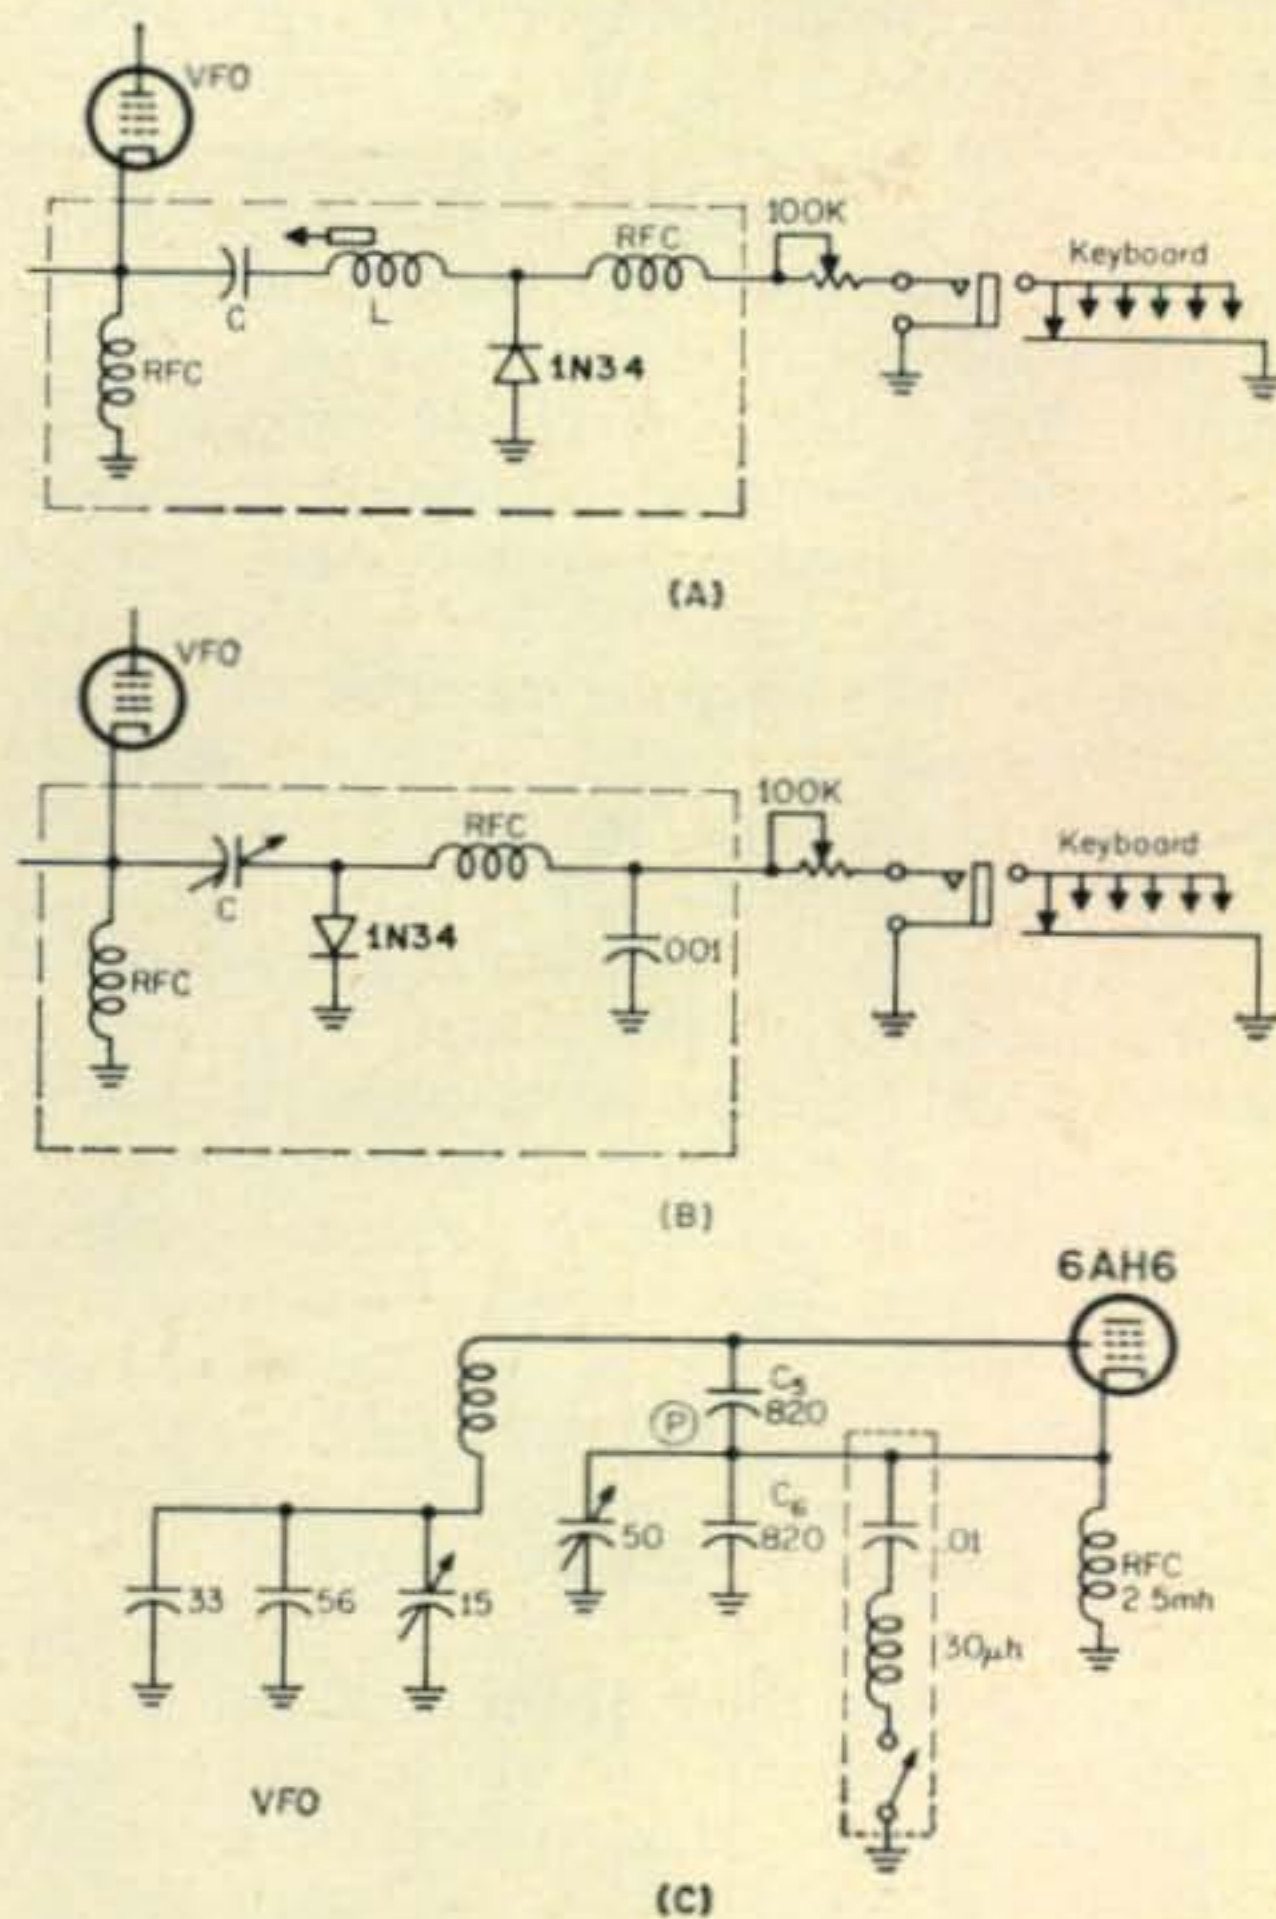 VFO
100K
RFC
Keyboard
C
L
RFC
1N34
(A)
VFO
100K
RFC
Keyboard
C
1N34
RFC
.001
(B)
6AH6
C5
820
P
50
C6
820
.01
RFC
2.5mh
33
56
15
30µh
VFO
(C)